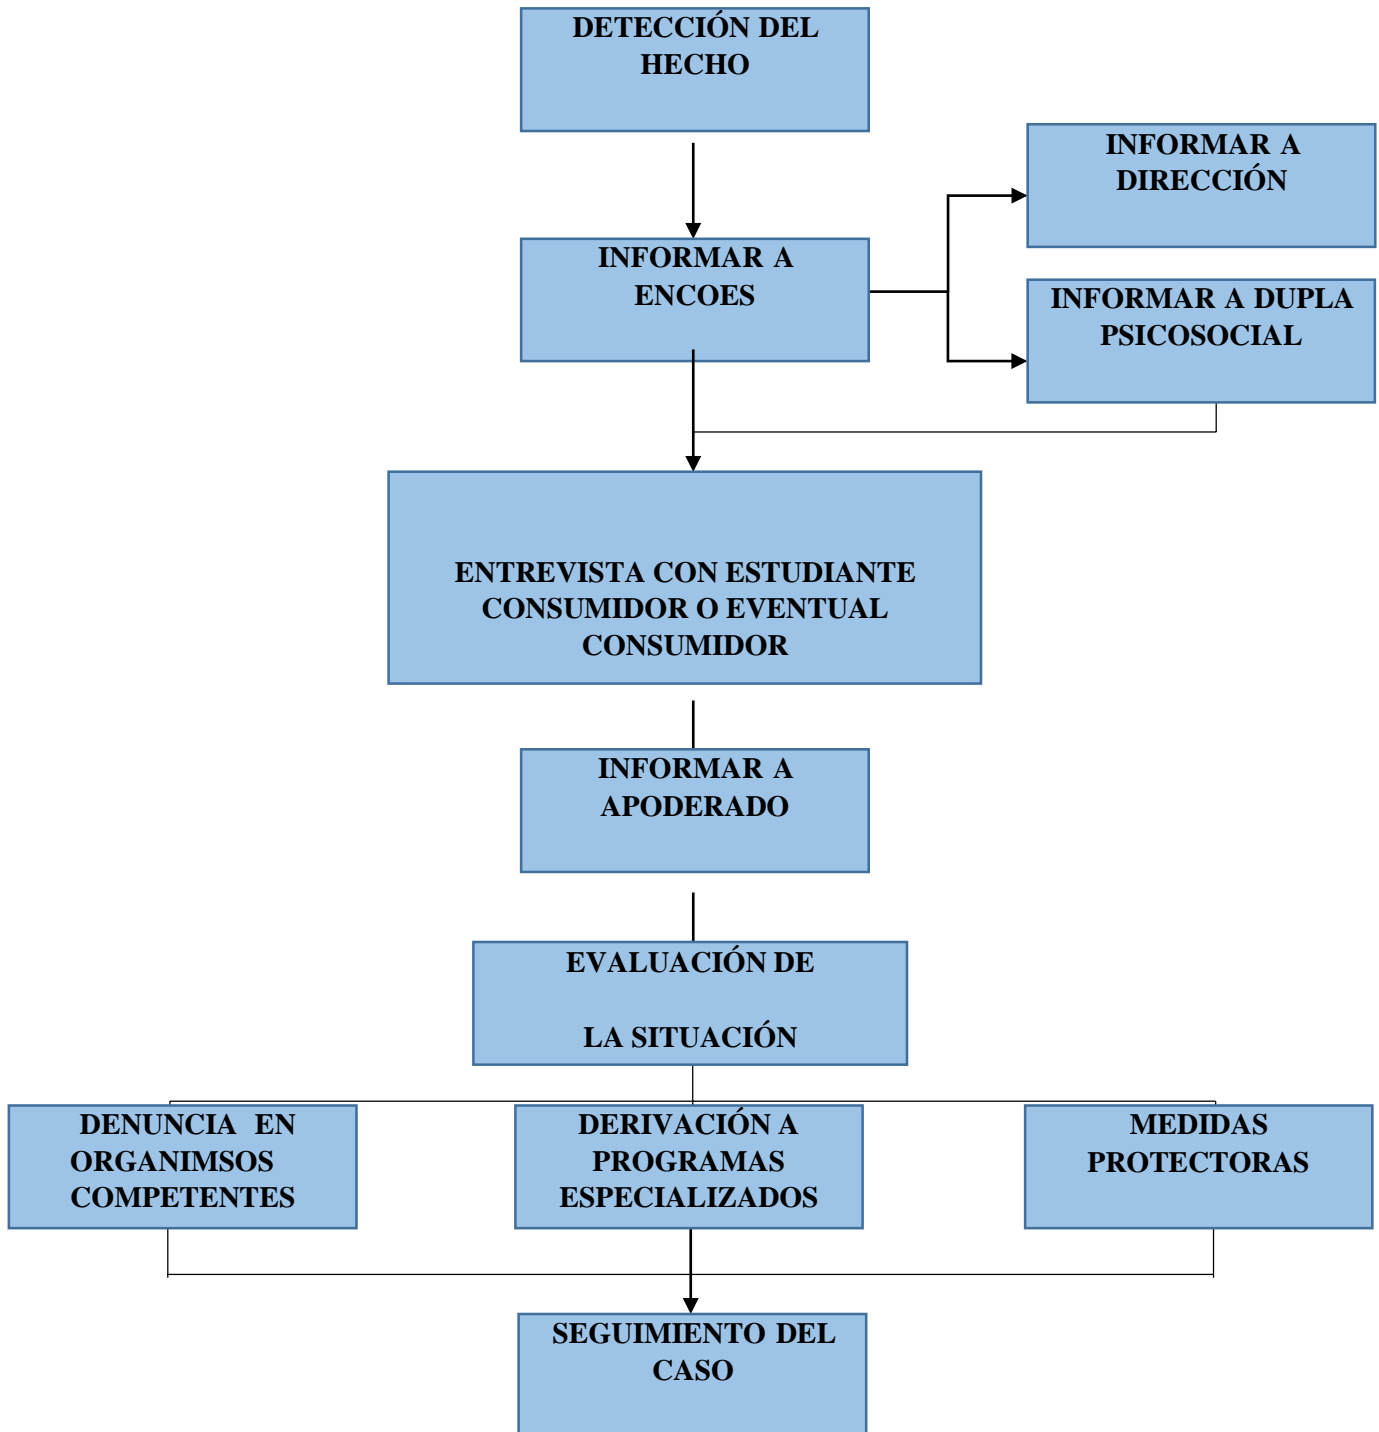 DETECCIÓN DEL
HECHO
INFORMAR A
DIRECCIÓN
INFORMAR A
ENCOES
INFORMAR A DUPLA
PSICOSOCIAL
ENTREVISTA CON ESTUDIANTE
CONSUMIDOR O EVENTUAL
CONSUMIDOR
INFORMAR A
APODERADO
EVALUACIÓN DE
LA SITUACIÓN
DENUNCIA EN
ORGANIMSOS
COMPETENTES
DERIVACIÓN A
PROGRAMAS
ESPECIALIZADOS
MEDIDAS
PROTECTORAS
SEGUIMIENTO DEL
CASO